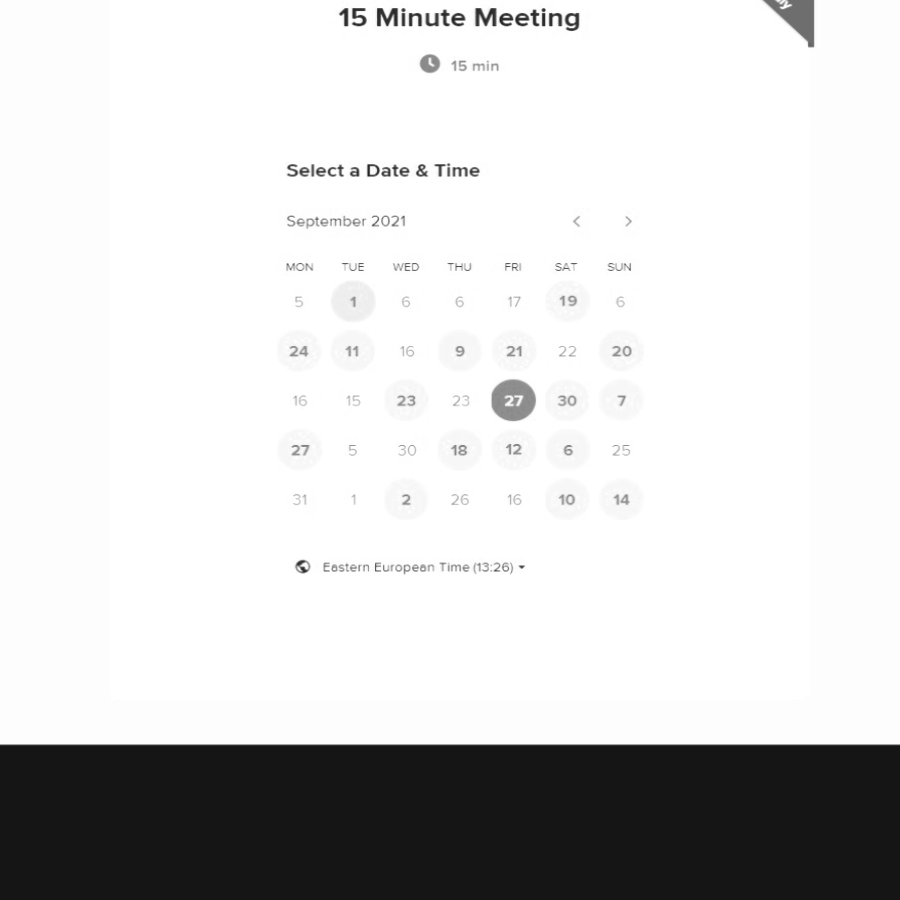 15 Minute Meeting
15 min
Select a Date & Time
September 2021
MON TUE WED THU FRI SAT SUN
5 1 6 6 17 19 6
24 11 16 9 21 22 20
16 15 23 23 27 30 7
27 5 30 18 12 6 25
31 1 2 26 16 10 14
Eastern European Time (13:26)